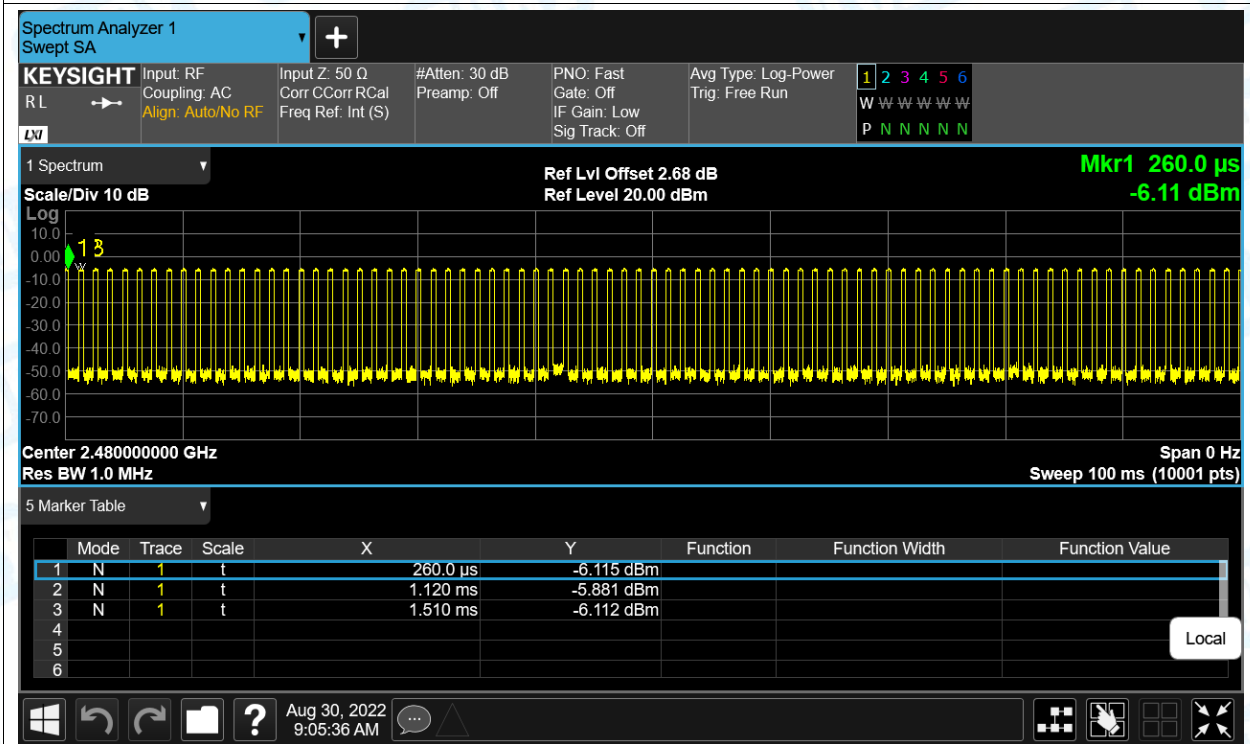 Spectrum Analyzer 1
Swept SA
KEYSIGHT
R L
LXI
Input: RF
Coupling: AC
Align: Auto/No RF
Input Z: 50 Ω
Corr CCorr RCal
Freq Ref: Int (S)
#Atten: 30 dB
Preamp: Off
PNO: Fast
Gate: Off
IF Gain: Low
Sig Track: Off
Avg Type: Log-Power
Trig: Free Run
1 2 3 4 5 6
W W W W W W
P N N N N N
1 Spectrum
Scale/Div 10 dB
Ref Lvl Offset 2.68 dB
Ref Level 20.00 dBm
Mkr1 260.0 µs
-6.11 dBm
Log
10.0
0.00
-10.0
-20.0
-30.0
-40.0
-50.0
-60.0
-70.0
Center 2.480000000 GHz
Res BW 1.0 MHz
Span 0 Hz
Sweep 100 ms (10001 pts)
5 Marker Table
Mode Trace Scale X Y Function Function Width Function Value
1 N 1 t 260.0 µs -6.115 dBm
2 N 1 t 1.120 ms -5.881 dBm
3 N 1 t 1.510 ms -6.112 dBm
4
5
6
Local
?
Aug 30, 2022
9:05:36 AM